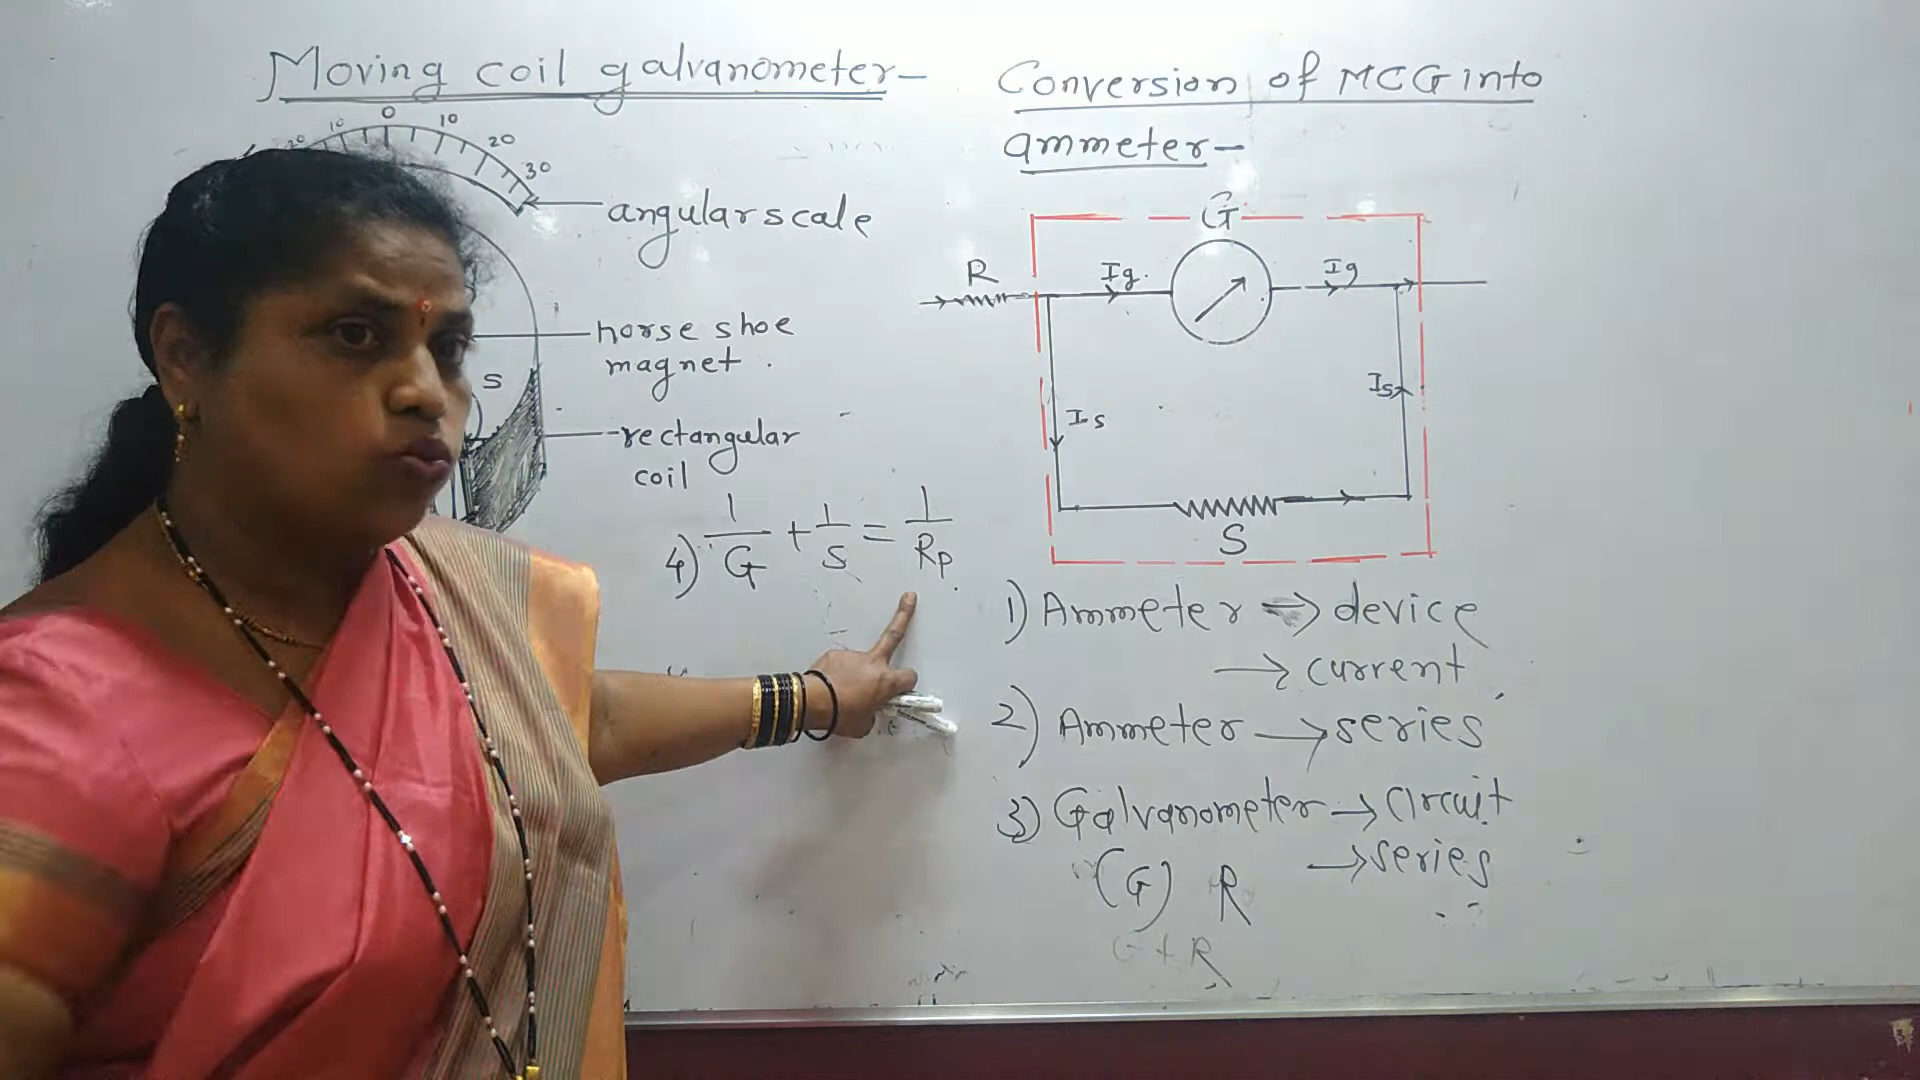 Moving coil galvanometer-
20 10 0 10 20 30
angular scale
horse shoe
magnet.
S
rectangular
coil
4) 1/G + 1/S = 1/Rp.
Conversion of MCG into
ammeter-
G
R Ig. Ig
Is Is
S
1) Ammeter → device
→ current
2) Ammeter → series
3) Galvanometer → circuit
→ series
(G) R
G + R